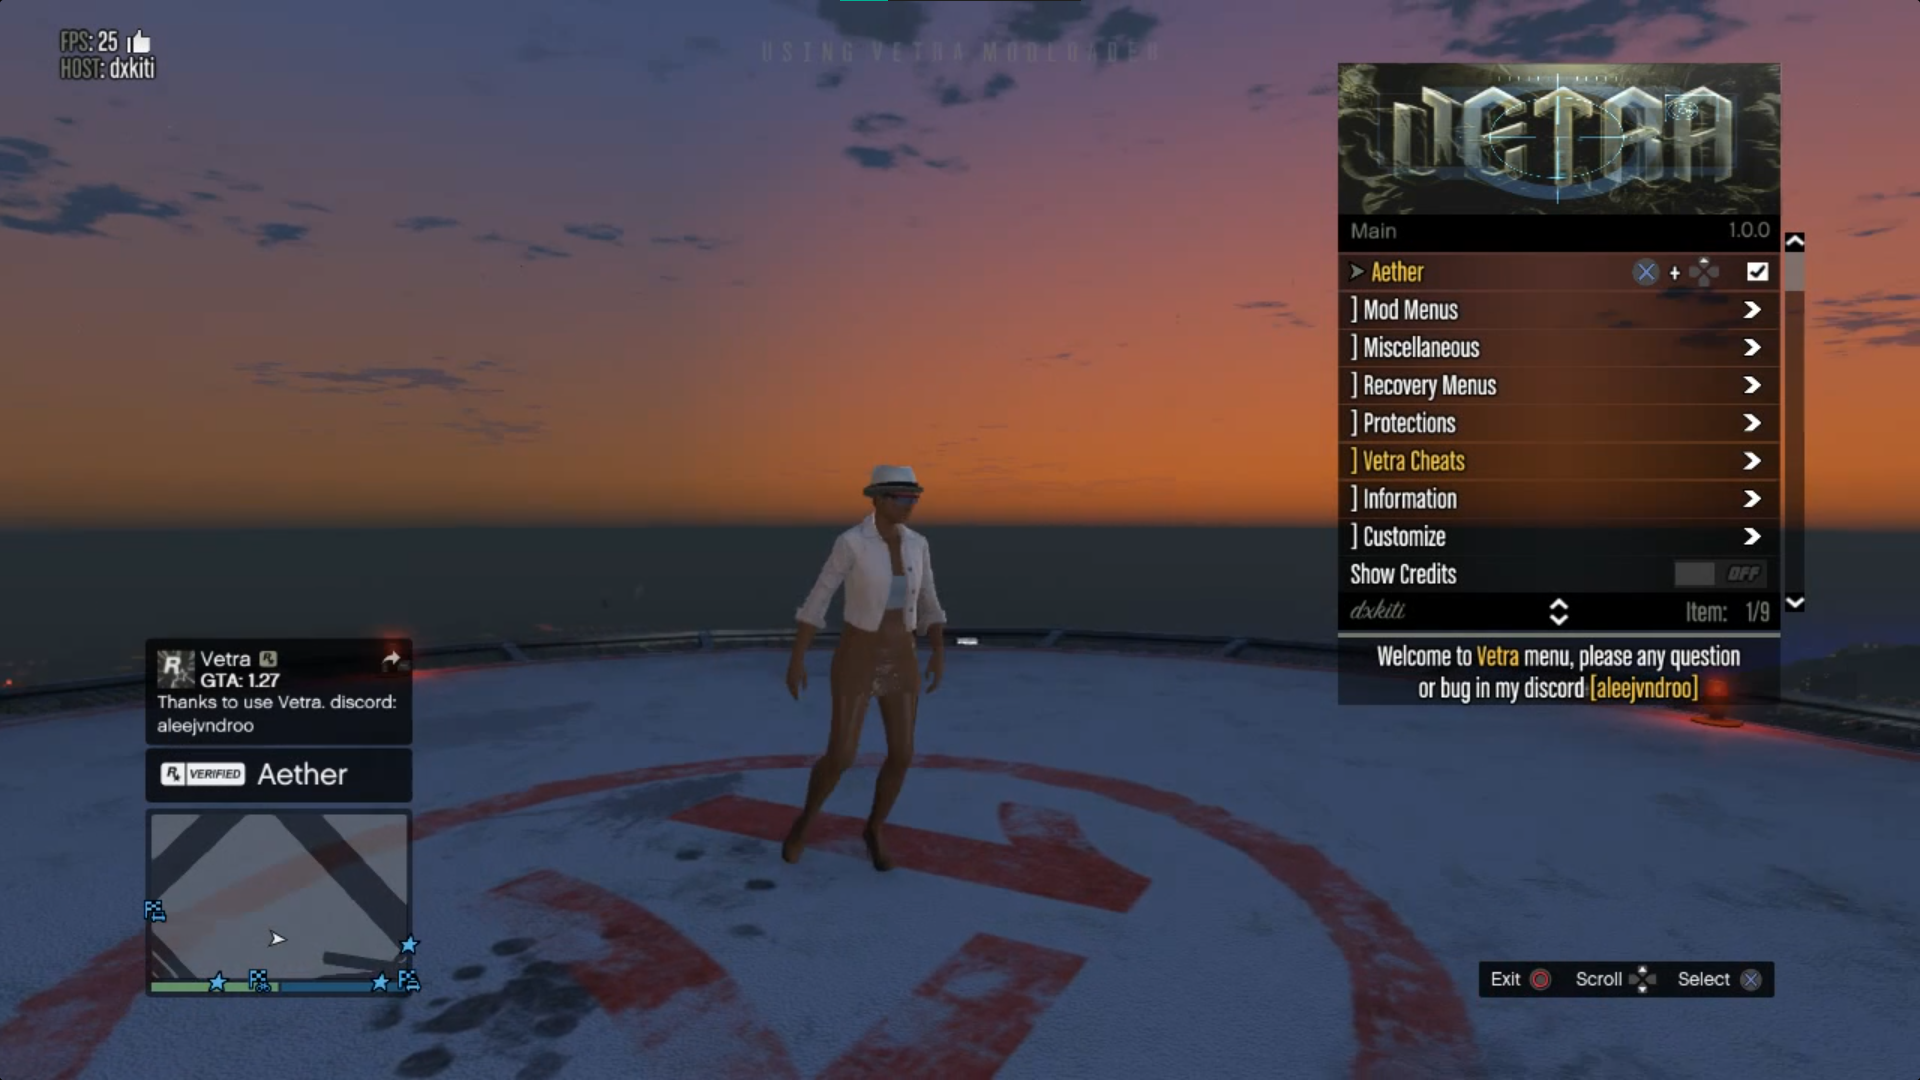 FPS: 25
HOST: dxkiti
USING VETRA MODLOADER
VETRA
Main 1.0.0
Aether +
] Mod Menus
] Miscellaneous
] Recovery Menus
] Protections
] Vetra Cheats
] Information
] Customize
Show Credits OFF
dxkiti Item: 1/9
Welcome to Vetra menu, please any question
or bug in my discord [aleejvndroo]
Vetra
GTA: 1.27
Thanks to use Vetra. discord:
aleejvndroo
VERIFIED Aether
Exit Scroll Select